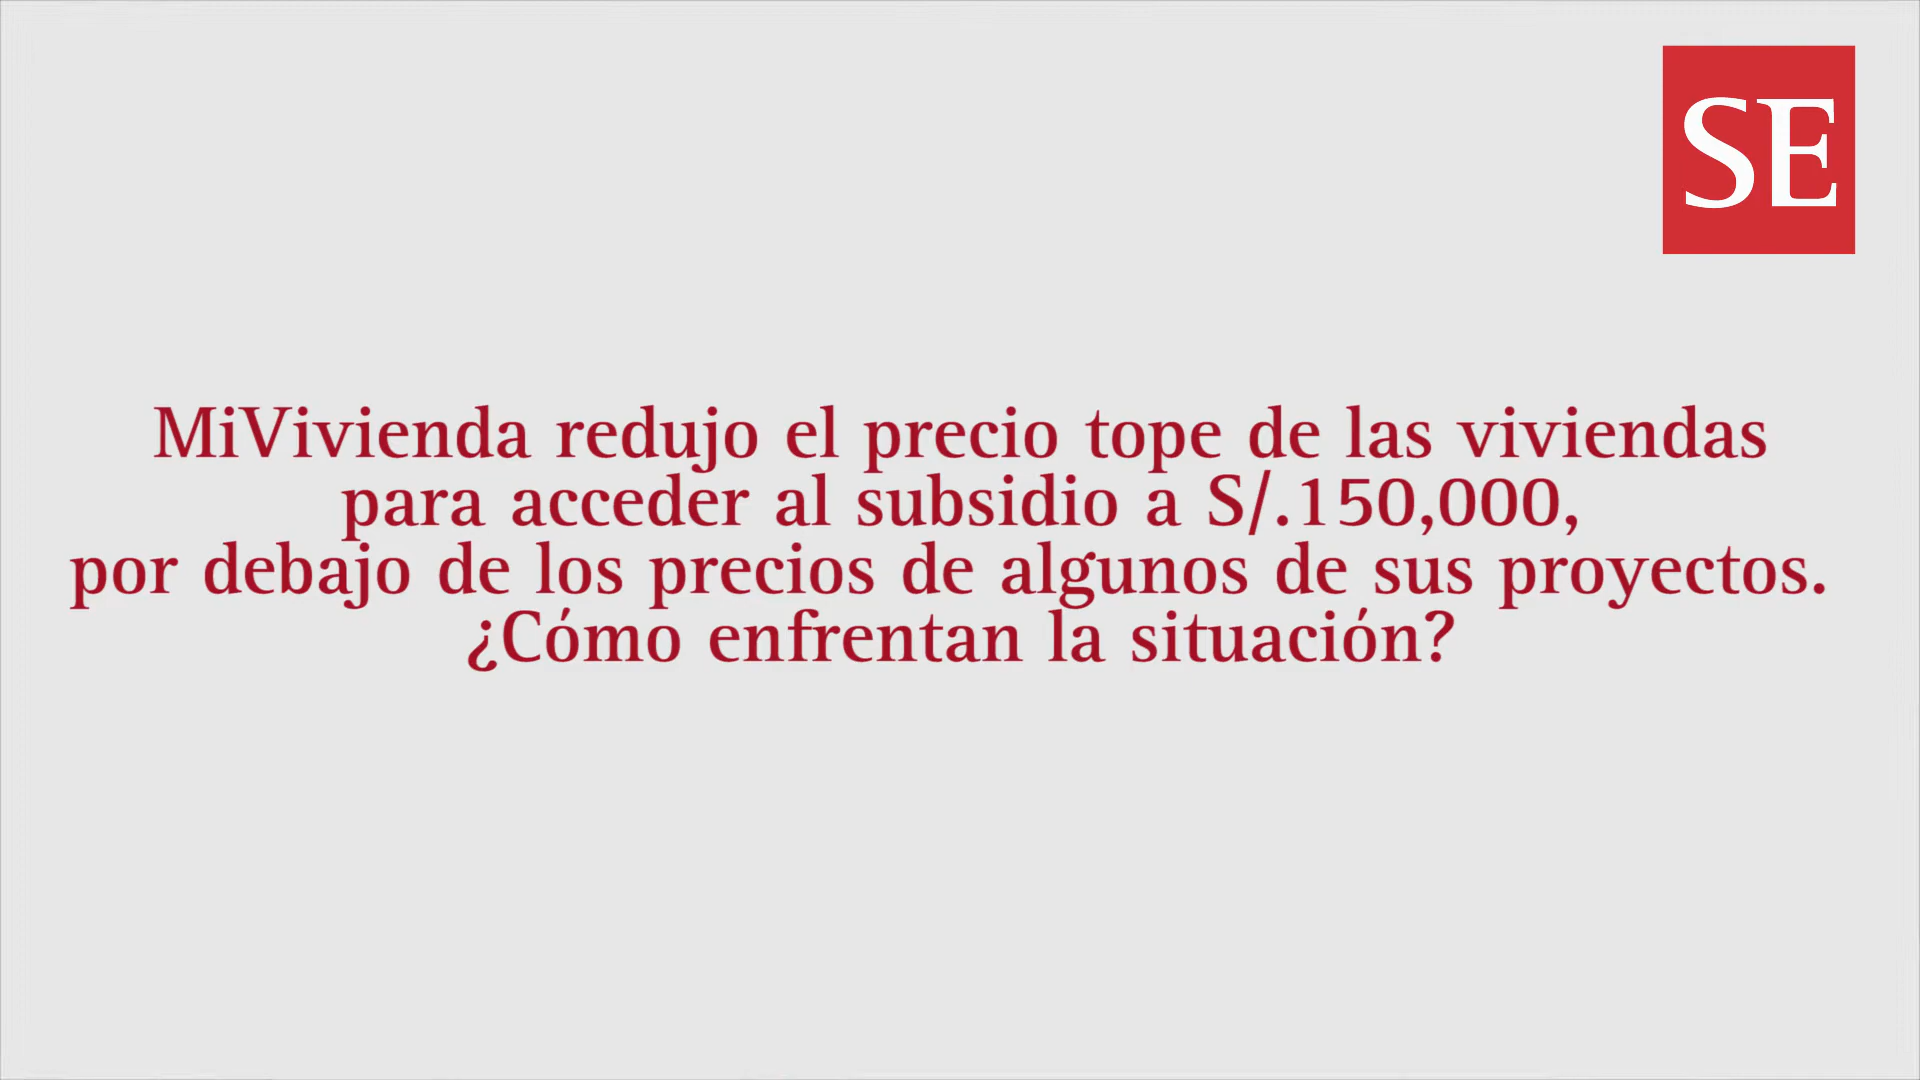 SE
MiVivienda redujo el precio tope de las viviendas
para acceder al subsidio a S/.150,000,
por debajo de los precios de algunos de sus proyectos.
¿Cómo enfrentan la situación?